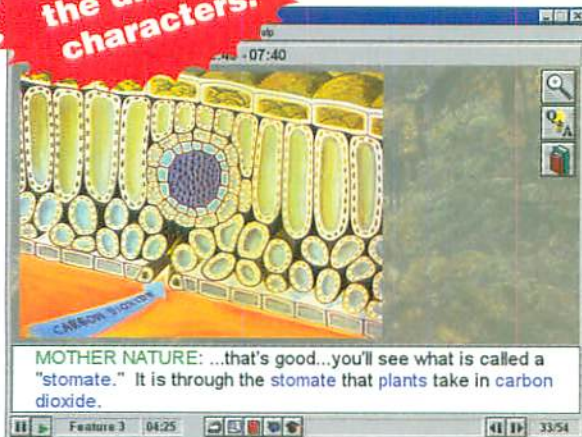 the
characters.
-07:40
Q
A
CARBON DIOXIDE
MOTHER NATURE: ...that's good...you'll see what is called a
"stomate." It is through the stomate that plants take in carbon
dioxide.
Feature 3 04:25 33/54